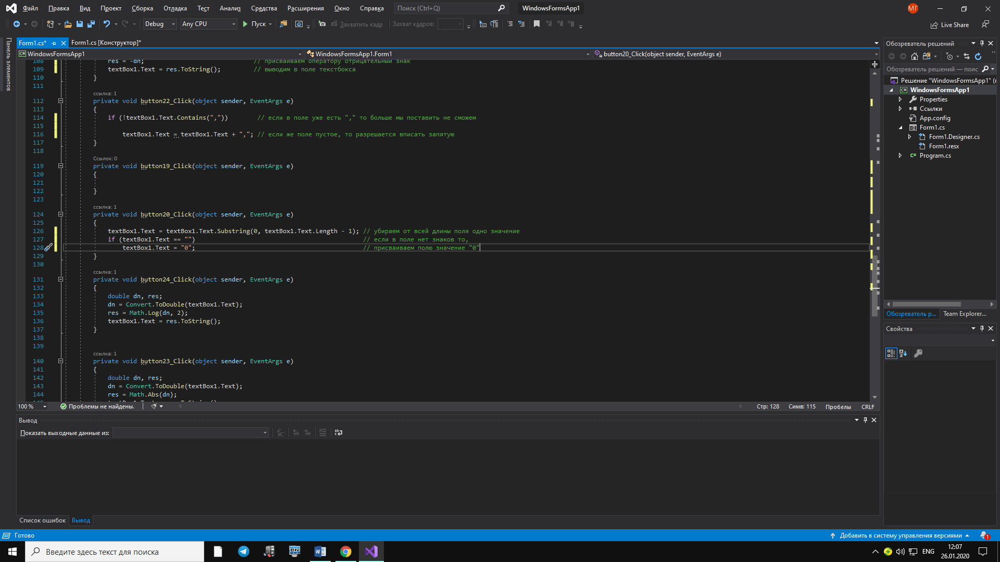 Файл Правка Вид Проект Сборка Отладка Тест Анализ Средства Расширения Окно Справка Поиск (Ctrl+Q) WindowsFormsApp1 МГ
Debug Any CPU Пуск Захватить кадр Захват кадров: Live Share
Панель элементов
Form1.cs* Form1.cs [Конструктор]*
WindowsFormsApp1 WindowsFormsApp1.Form1 button20_Click(object sender, EventArgs e)
108 res = -dn; // присваиваем оператору отрицательный знак
109 textBox1.Text = res.ToString(); // выводим в поле текстбокса
110 }
111
ссылка: 1
112 private void button22_Click(object sender, EventArgs e)
113 {
114 if (!textBox1.Text.Contains(",")) // если в поле уже есть "," то больше мы поставить не сможем
115
116 textBox1.Text = textBox1.Text + ","; // если же поле пустое, то разрешается вписать запятую
117 }
118
Ссылок: 0
119 private void button19_Click(object sender, EventArgs e)
120 {
121
122 }
123
ссылка: 1
124 private void button20_Click(object sender, EventArgs e)
125 {
126 textBox1.Text = textBox1.Text.Substring(0, textBox1.Text.Length - 1); // убираем от всей длины поля одно значение
127 if (textBox1.Text == "") // если в поле нет знаков то,
128 textBox1.Text = "0"; // присваиваем полю значение "0"
129 }
130
ссылка: 1
131 private void button24_Click(object sender, EventArgs e)
132 {
133 double dn, res;
134 dn = Convert.ToDouble(textBox1.Text);
135 res = Math.Log(dn, 2);
136 textBox1.Text = res.ToString();
137 }
138
139
ссылка: 1
140 private void button23_Click(object sender, EventArgs e)
141 {
142 double dn, res;
143 dn = Convert.ToDouble(textBox1.Text);
144 res = Math.Abs(dn);
100 % Проблемы не найдены. Стр: 128 Симв: 115 Пробелы CRLF
Вывод
Показать выходные данные из:
Список ошибок Вывод
Обозреватель решений
Обозреватель решений — поис
Решение "WindowsFormsApp1" (
WindowsFormsApp1
Properties
Ссылки
App.config
Form1.cs
Form1.Designer.cs
Form1.resx
Program.cs
Обозреватель р... Team Explorer...
Свойства
Готово Добавить в систему управления версиями 1
Введите здесь текст для поиска ENG 12:07
26.01.2020